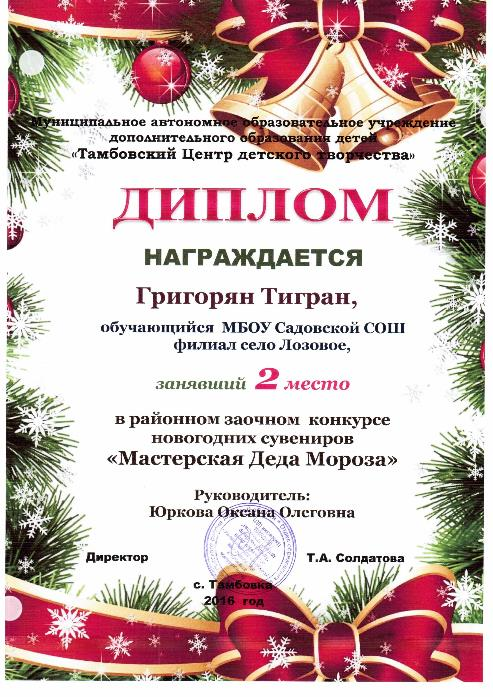 Муниципальное автономное образовательное учреждение
дополнительного образования детей
«Тамбовский Центр детского творчества»
ДИПЛОМ
НАГРАЖДАЕТСЯ
Григорян Тигран,
обучающийся МБОУ Садовской СОШ
филиал село Лозовое,
занявший 2 место
в районном заочном конкурсе
новогодних сувениров
«Мастерская Деда Мороза»
Руководитель:
Юркова Оксана Олеговна
Директор Т.А. Солдатова
с. Тамбовка
2016 год